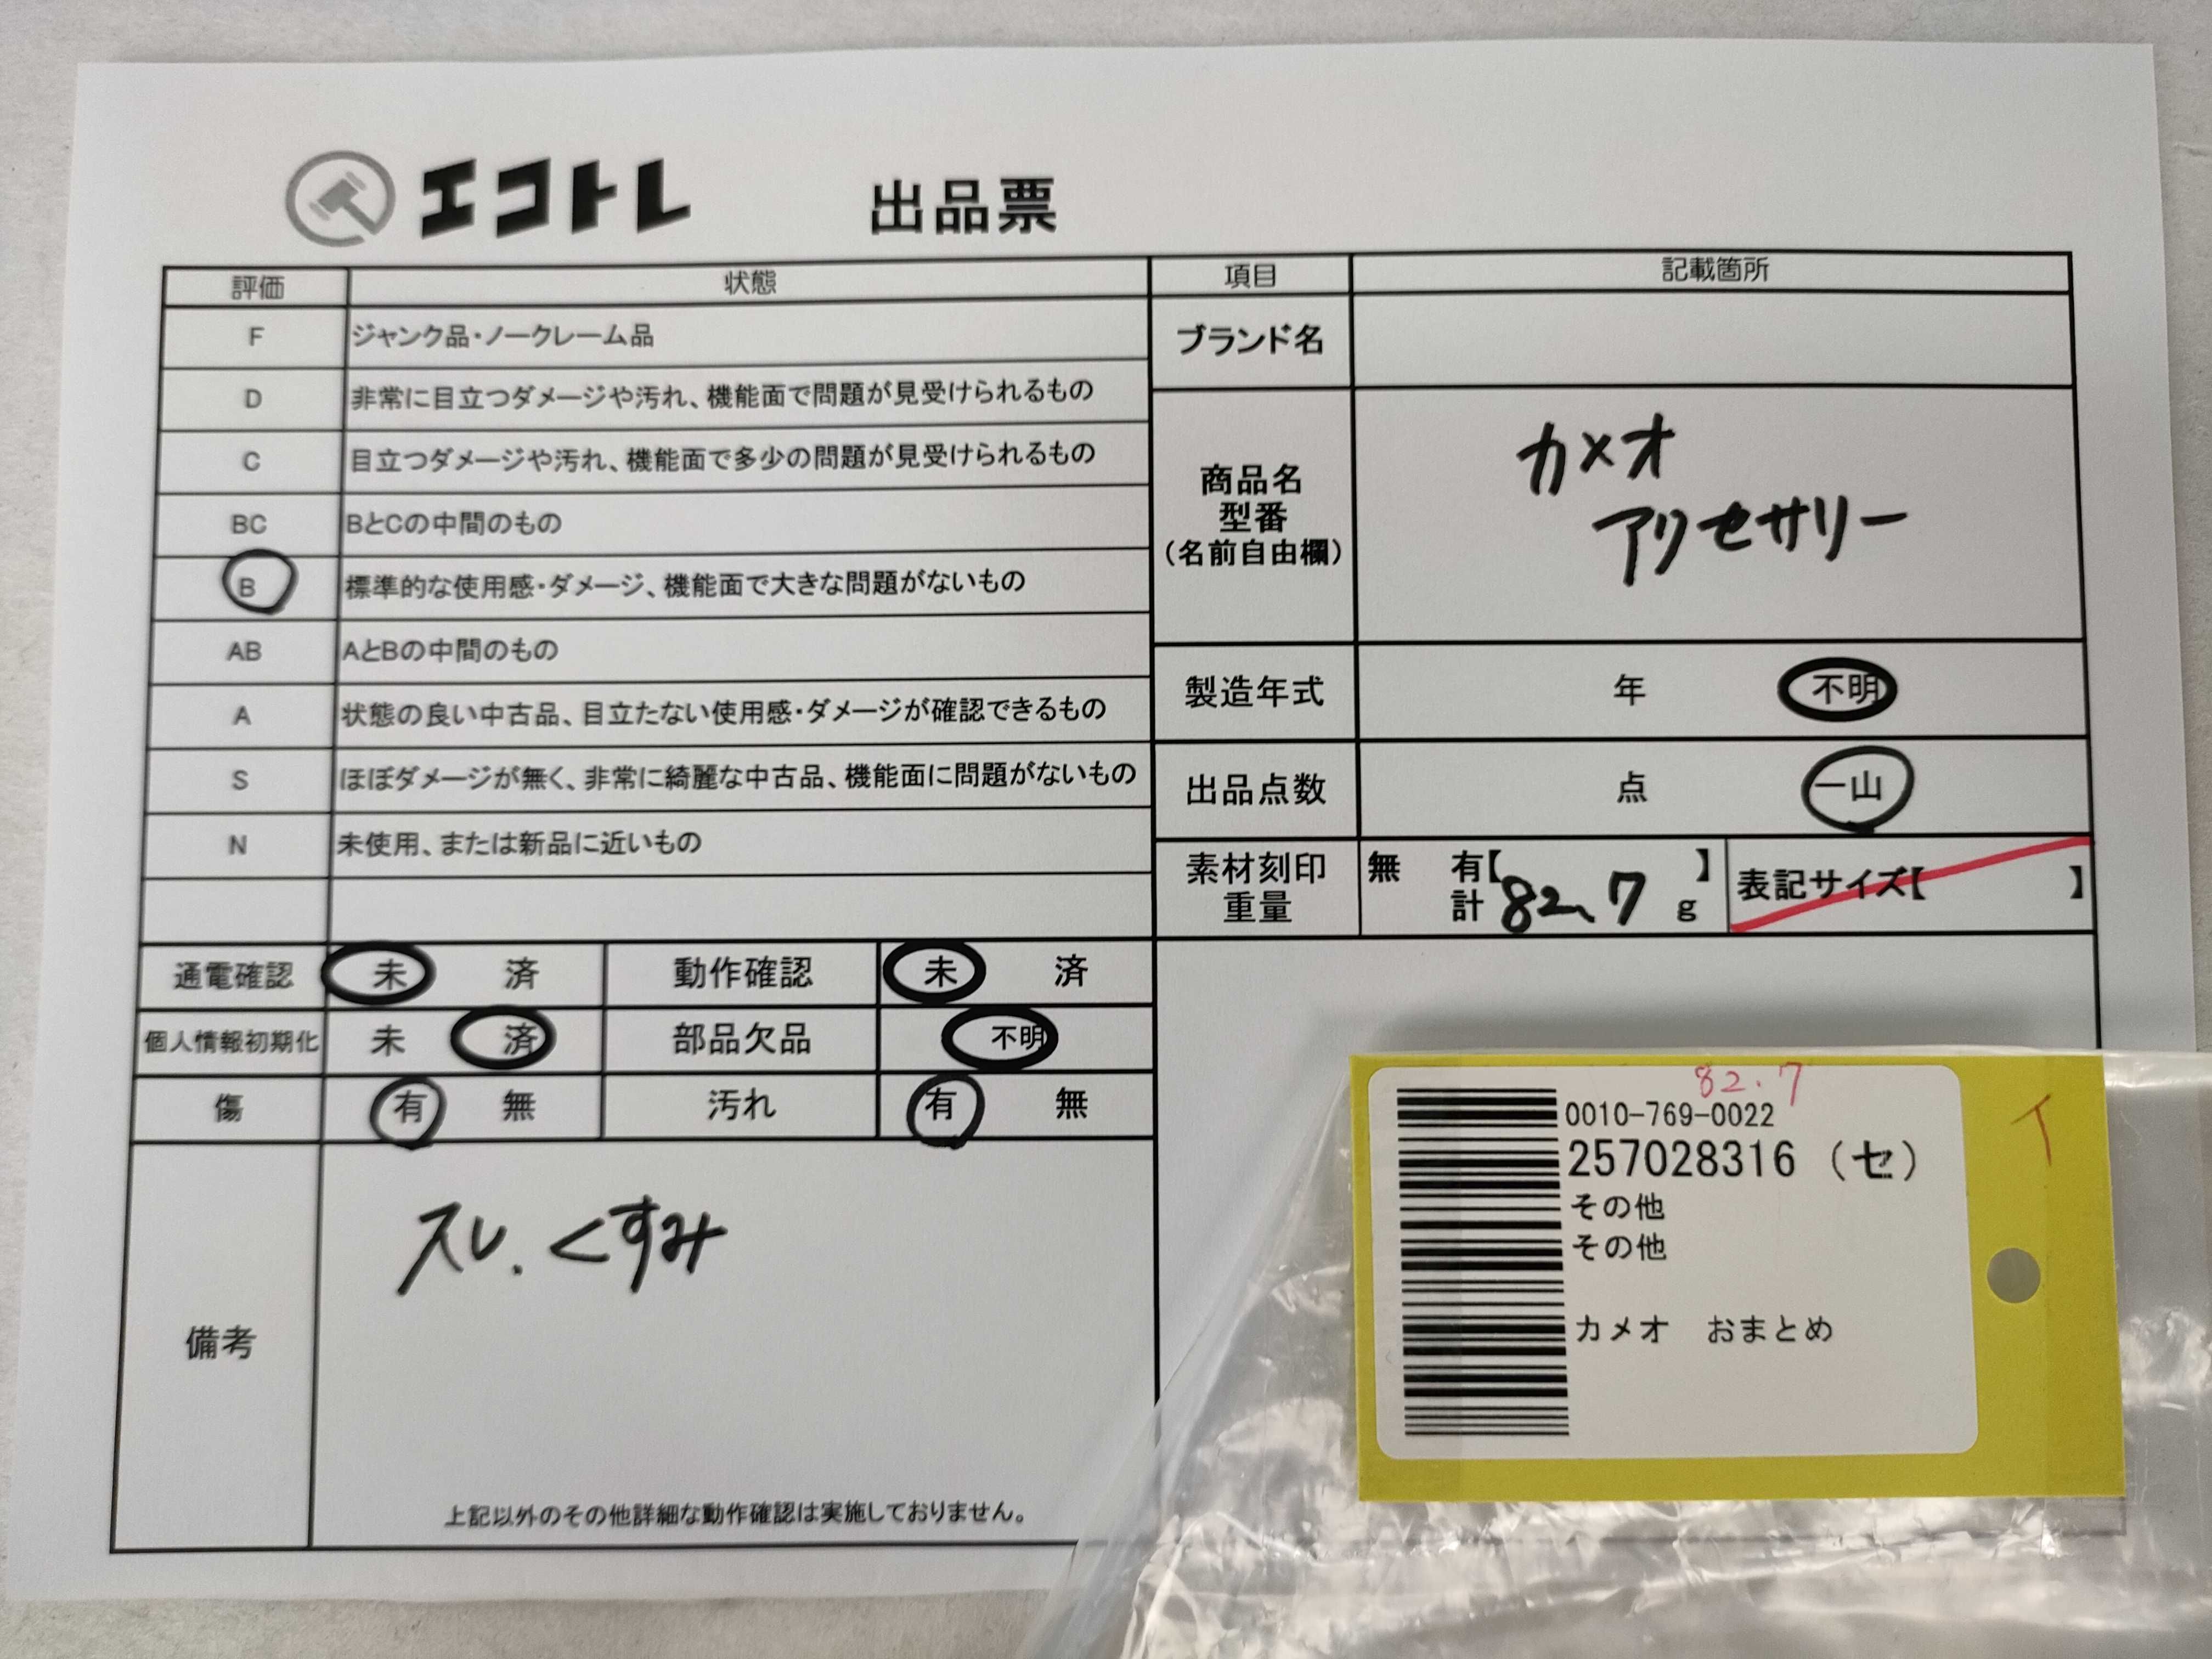 エコトレ 出品票
評価 状態
F ジャンク品・ノークレーム品
D 非常に目立つダメージや汚れ、機能面で問題が見受けられるもの
C 目立つダメージや汚れ、機能面で多少の問題が見受けられるもの
BC BとCの中間のもの
B 標準的な使用感・ダメージ、機能面で大きな問題がないもの
AB AとBの中間のもの
A 状態の良い中古品、目立たない使用感・ダメージが確認できるもの
S ほぼダメージが無く、非常に綺麗な中古品、機能面に問題がないもの
N 未使用、または新品に近いもの
通電確認 未 済 動作確認 未 済
個人情報初期化 未 済 部品欠品 不明
傷 有 無 汚れ 有 無
備考
スレ.くすみ
上記以外のその他詳細な動作確認は実施しておりません。
項目 記載箇所
ブランド名
商品名
型番
(名前自由欄)
カメオ
アクセサリー
製造年式 年 不明
出品点数 点 一山
素材刻印
重量
無 有【 】
計 82.7 g
表記サイズ【 】
82.7
0010-769-0022
257028316 (セ)
その他
その他
カメオ おまとめ
イ